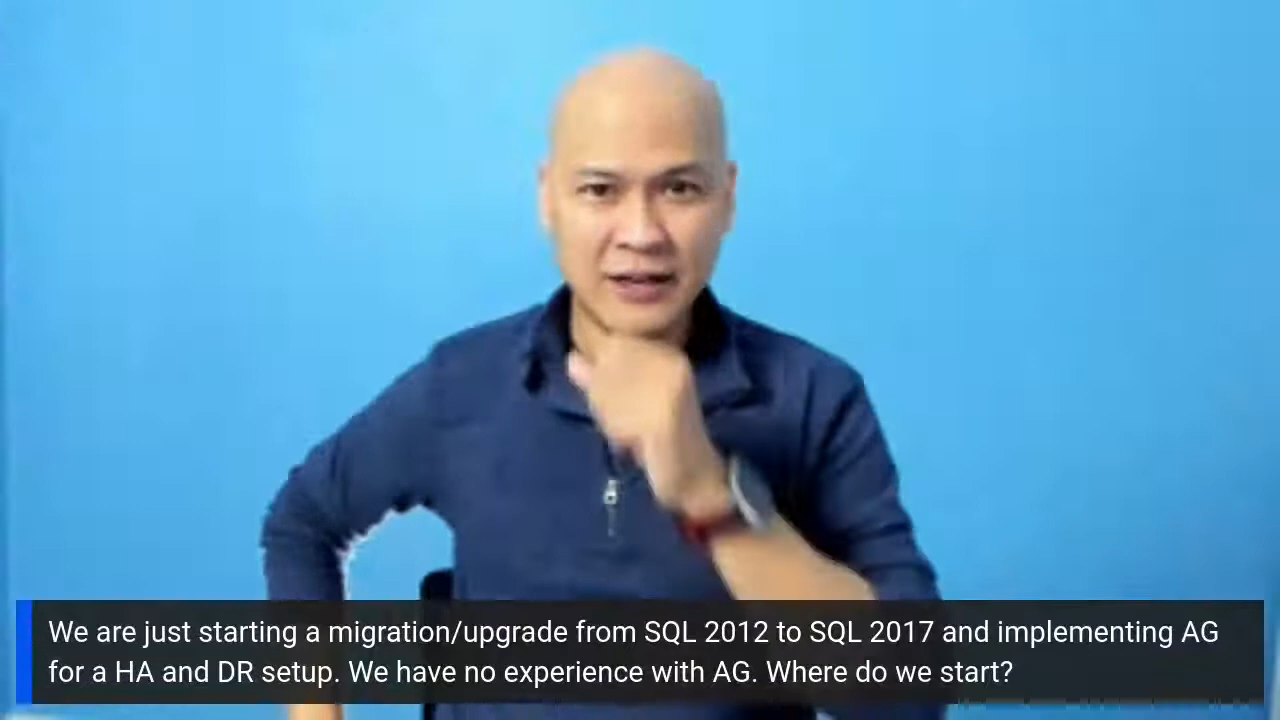 We are just starting a migration/upgrade from SQL 2012 to SQL 2017 and implementing AG
for a HA and DR setup. We have no experience with AG. Where do we start?